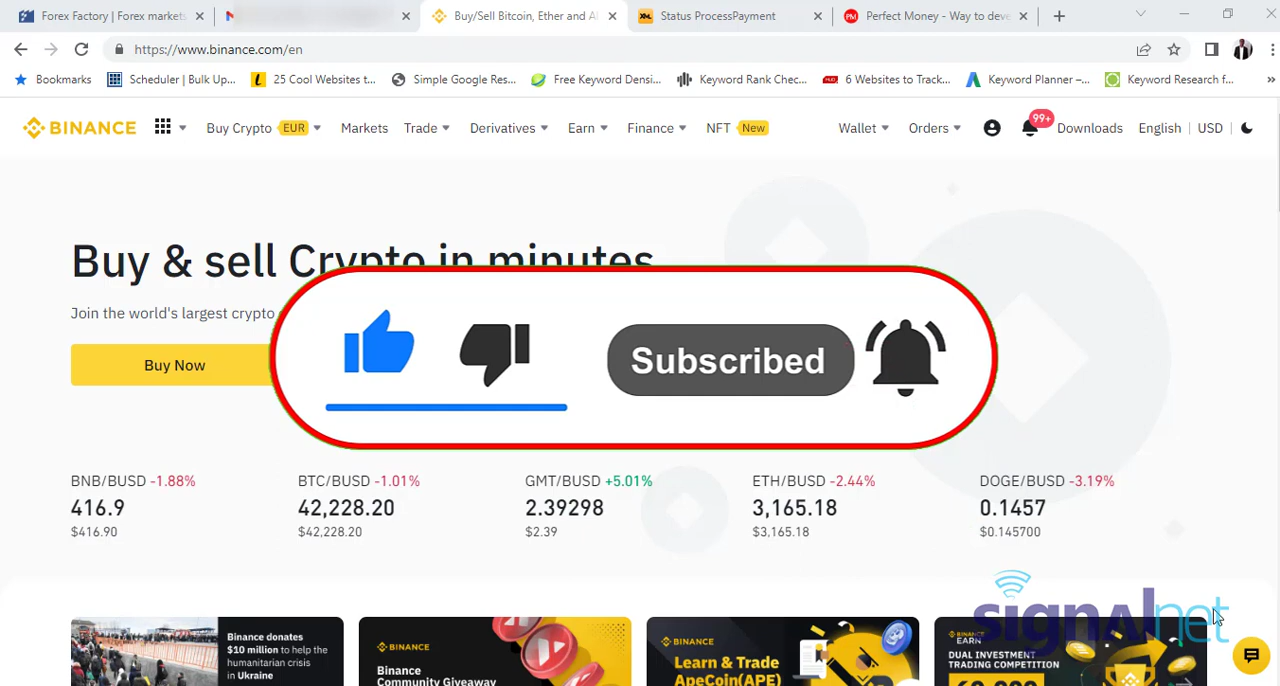 Forex Factory | Forex markets
Buy/Sell Bitcoin, Ether and Al
XM
Status ProcessPayment
PM
Perfect Money - Way to deve
https://www.binance.com/en
Bookmarks
Scheduler | Bulk Up...
25 Cool Websites t...
Simple Google Res...
Free Keyword Densi...
Keyword Rank Chec...
6 Websites to Track...
Keyword Planner –...
Keyword Research f...
BINANCE
Buy Crypto EUR
Markets
Trade
Derivatives
Earn
Finance
NFT New
Wallet
Orders
99+
Downloads
English
USD
Buy & sell Crypto in minutes
Join the world's largest crypto
Buy Now
Subscribed
BNB/BUSD -1.88%
416.9
$416.90
BTC/BUSD -1.01%
42,228.20
$42,228.20
GMT/BUSD +5.01%
2.39298
$2.39
ETH/BUSD -2.44%
3,165.18
$3,165.18
DOGE/BUSD -3.19%
0.1457
$0.145700
Binance donates
$10 million to help the
humanitarian crisis
in Ukraine
BINANCE
Binance
Community Giveaway
BINANCE
Learn & Trade
ApeCoin(APE)
BINANCE
EARN
DUAL INVESTMENT
TRADING COMPETITION
signAlnet